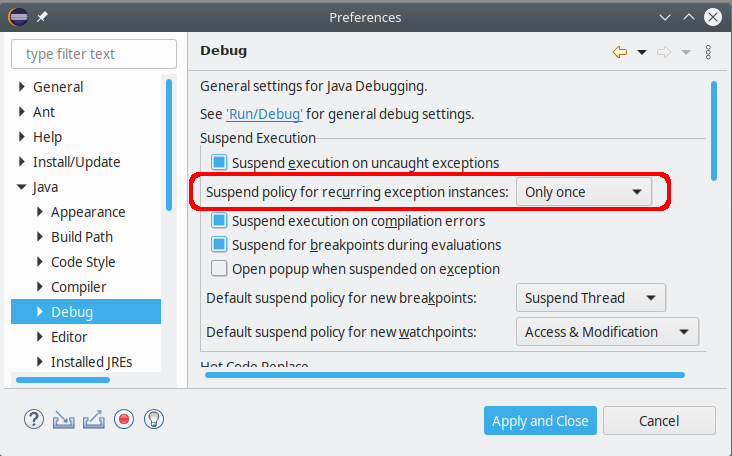 Preferences
type filter text
General
Ant
Help
Install/Update
Java
Appearance
Build Path
Code Style
Compiler
Debug
Editor
Installed JREs
Debug
General settings for Java Debugging.
See 'Run/Debug' for general debug settings.
Suspend Execution
Suspend execution on uncaught exceptions
Suspend policy for recurring exception instances: Only once
Suspend execution on compilation errors
Suspend for breakpoints during evaluations
Open popup when suspended on exception
Default suspend policy for new breakpoints: Suspend Thread
Default suspend policy for new watchpoints: Access & Modification
Hot Code Replace
Apply and Close
Cancel